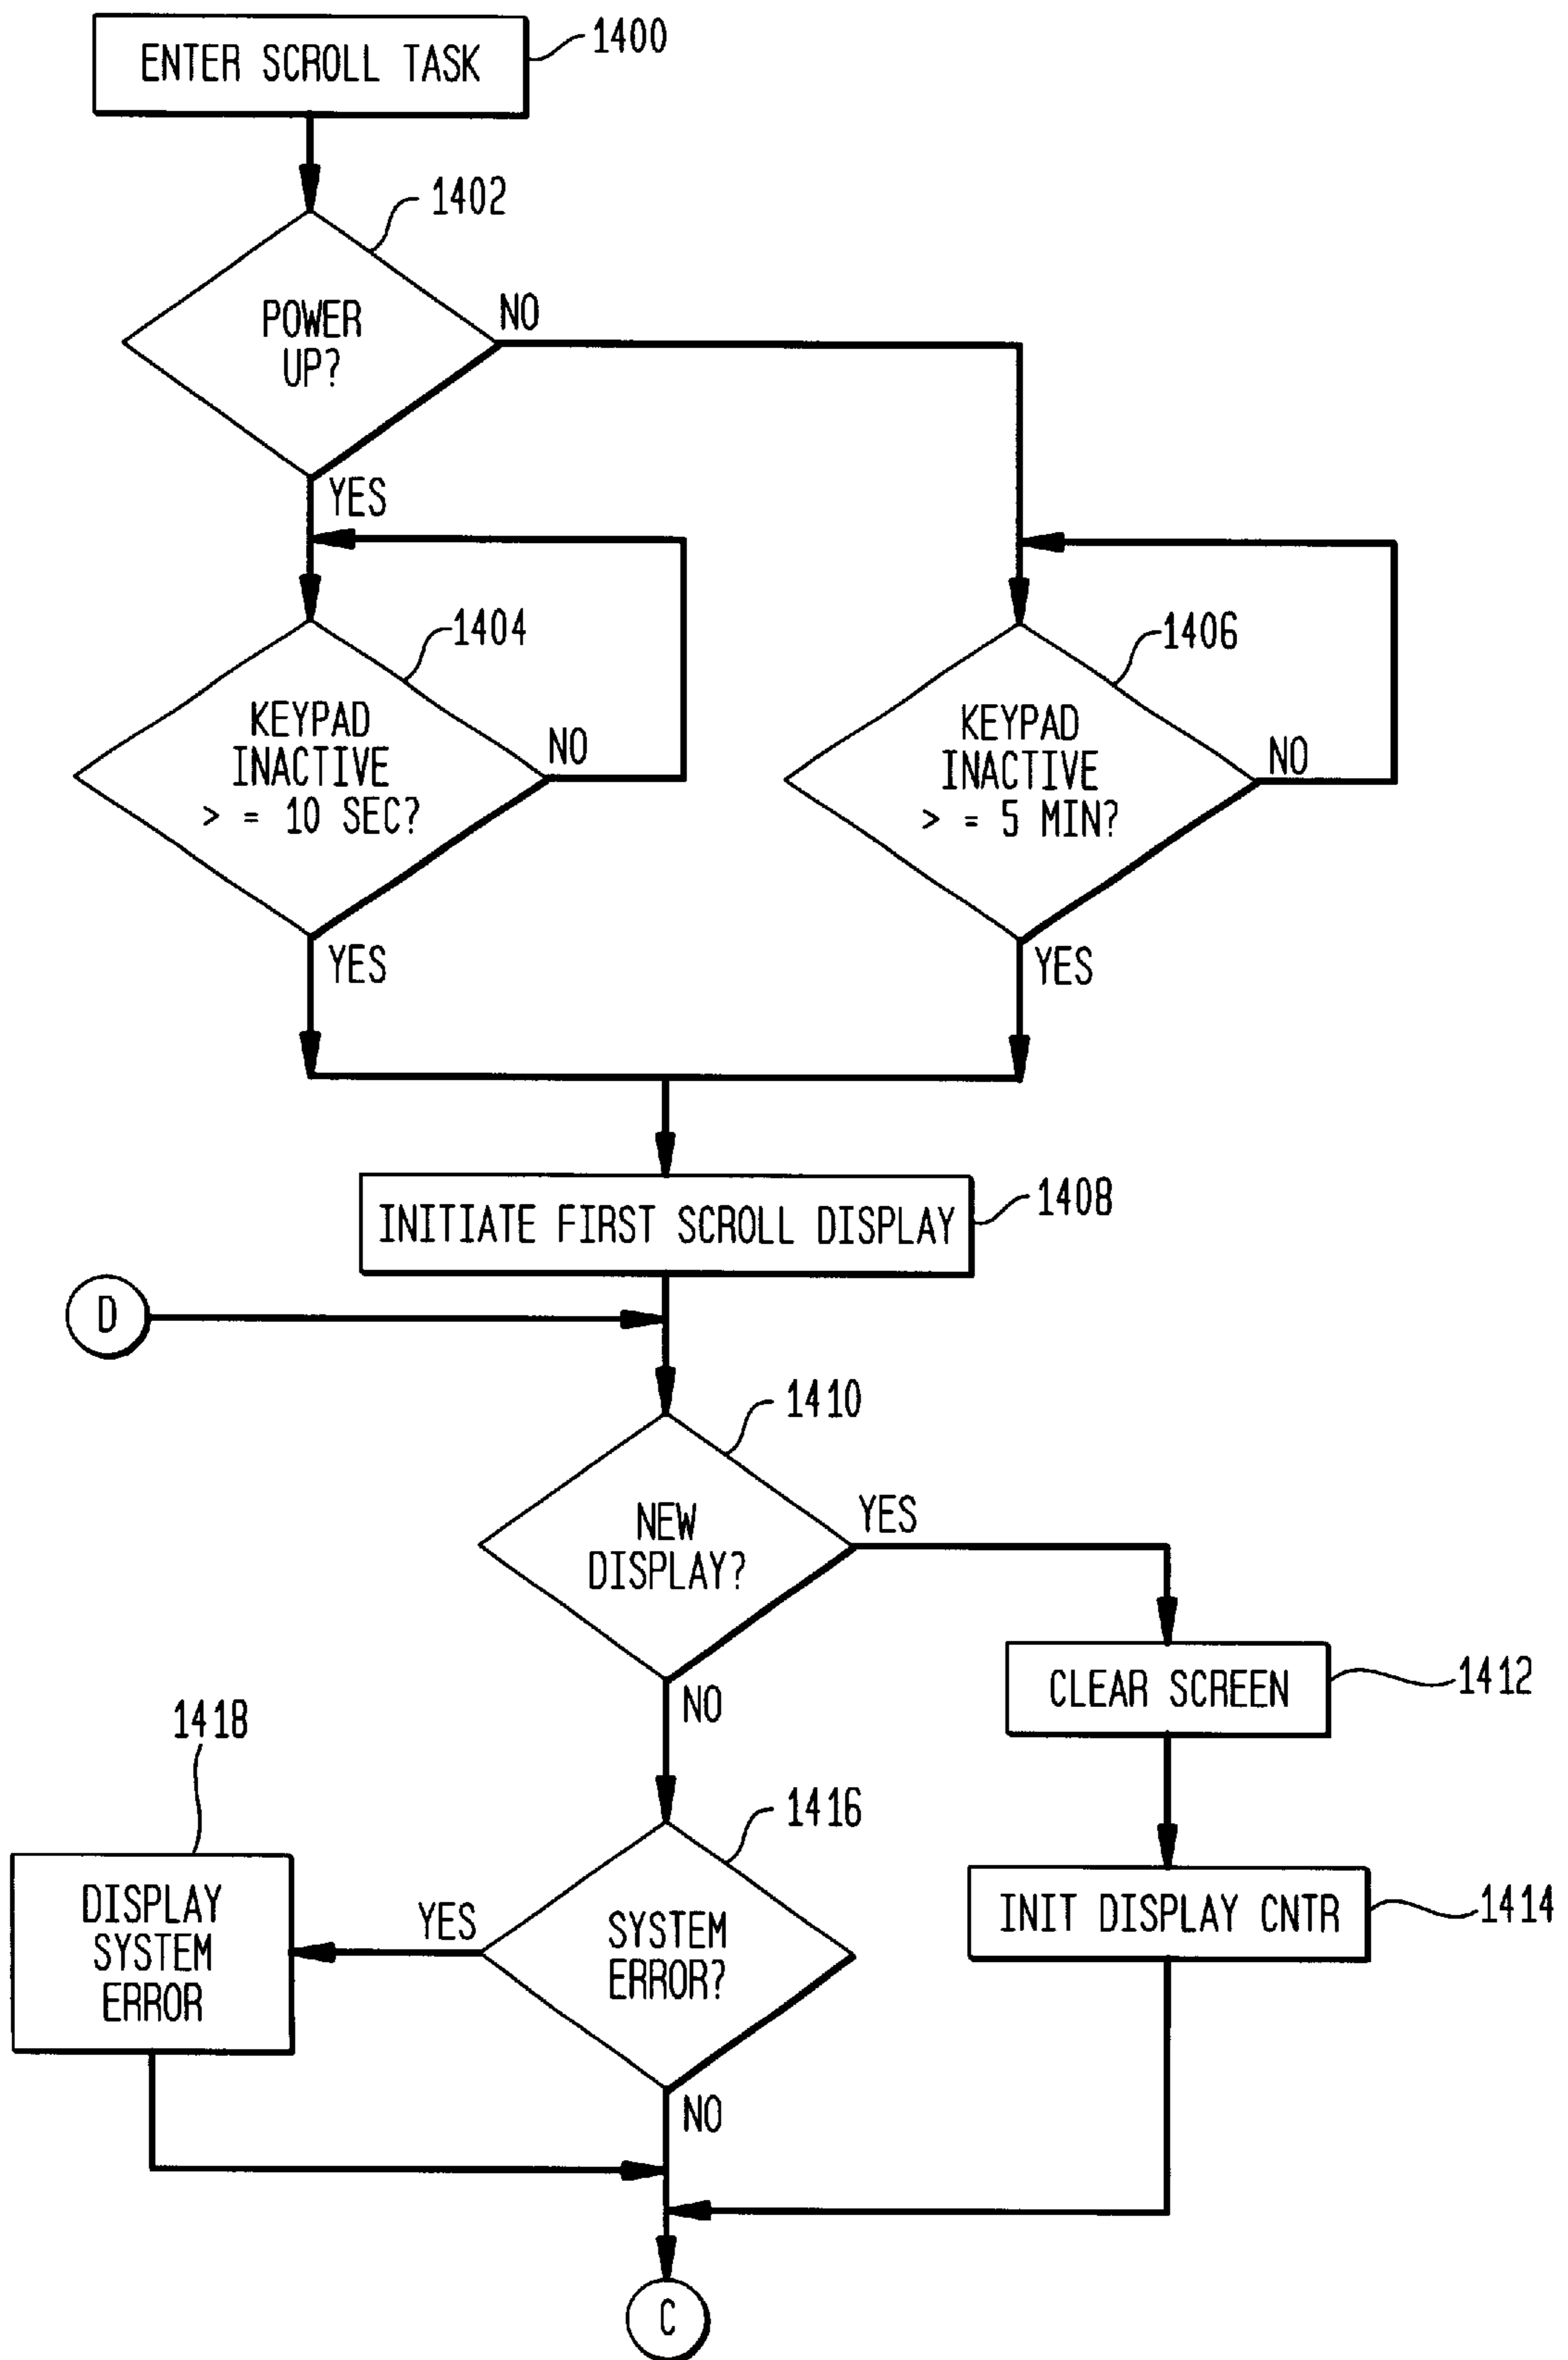 ENTER SCROLL TASK
1400
1402
POWER
UP?
NO
YES
1404
KEYPAD
INACTIVE
> = 10 SEC?
NO
YES
1406
KEYPAD
INACTIVE
> = 5 MIN?
NO
YES
INITIATE FIRST SCROLL DISPLAY
1408
D
1410
NEW
DISPLAY?
YES
NO
CLEAR SCREEN
1412
INIT DISPLAY CNTR
1414
1416
SYSTEM
ERROR?
YES
NO
1418
DISPLAY
SYSTEM
ERROR
C